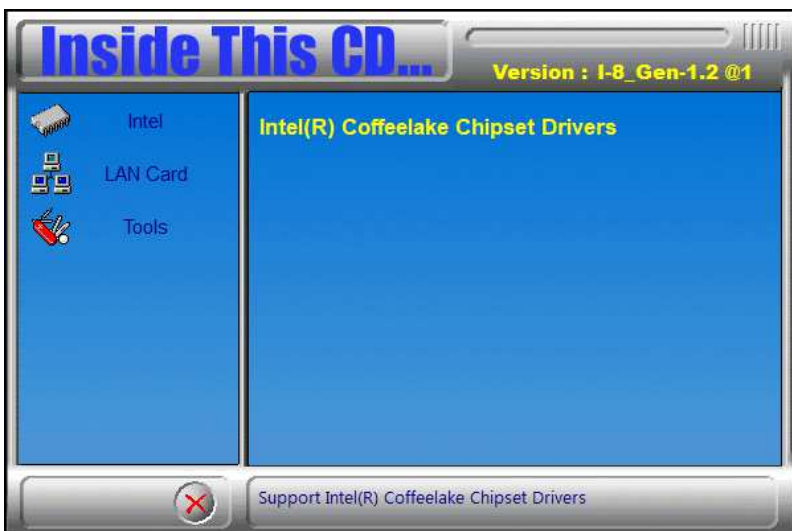 Inside This CD...
Version : I-8_Gen-1.2 @1
Intel
LAN Card
Tools
Intel(R) Coffeelake Chipset Drivers
Support Intel(R) Coffeelake Chipset Drivers